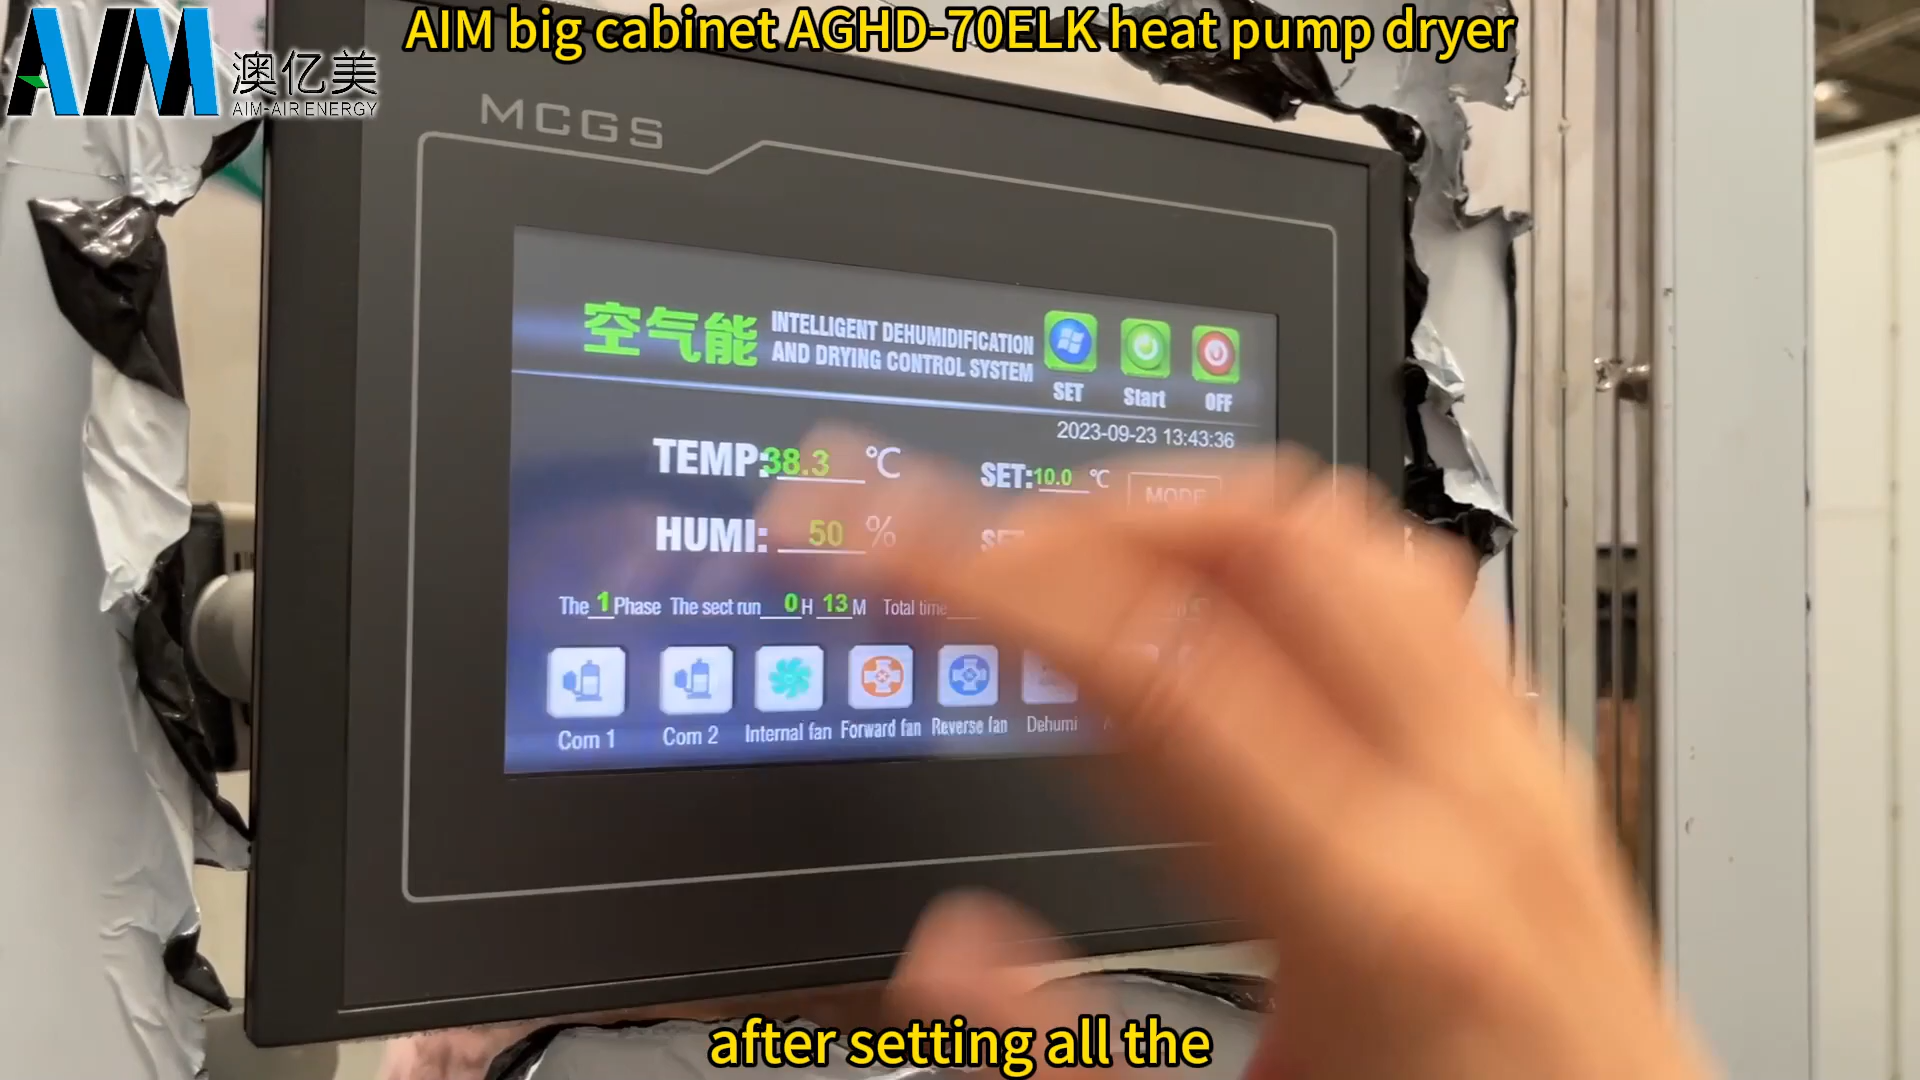 AIM big cabinet AGHD-70ELK heat pump dryer
AIM 澳亿美
AIM-AIR ENERGY
MCGS
空气能 INTELLIGENT DEHUMIDIFICATION
AND DRYING CONTROL SYSTEM
SET Start OFF
2023-09-23 13:43:36
TEMP: 38.3 ℃ SET: 10.0 ℃ MODE
HUMI: 50 %
The 1 Phase The sect run 0 H 13 M Total time
Com 1 Com 2 Internal fan Forward fan Reverse fan Dehumi
after setting all the